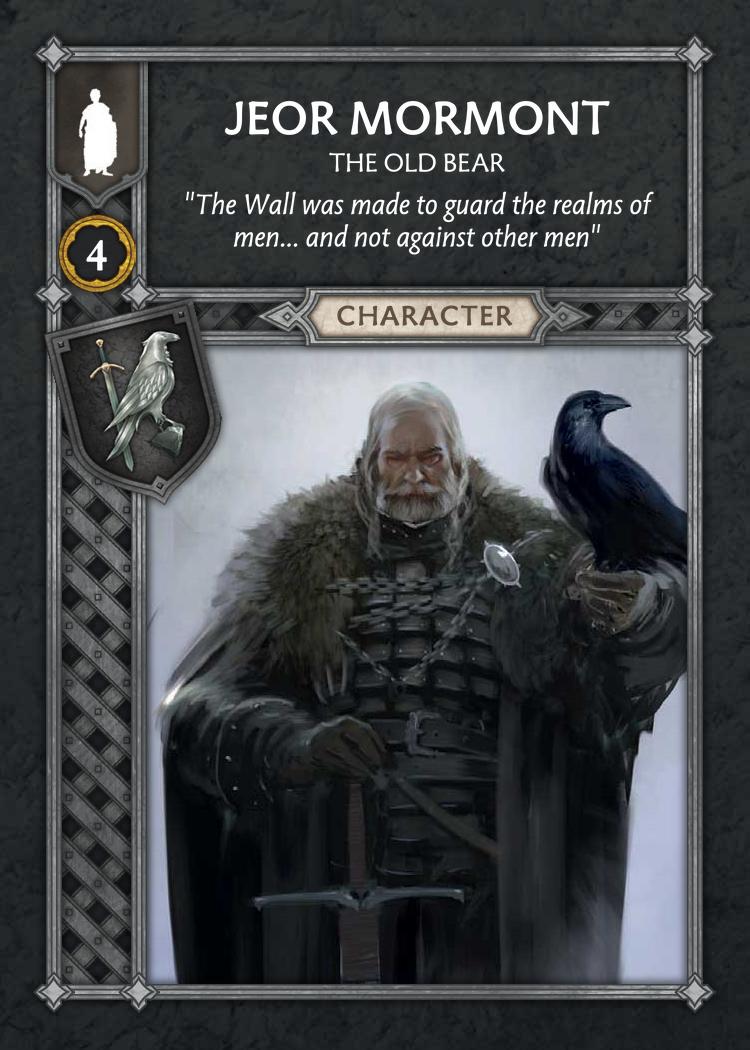 JEOR MORMONT
THE OLD BEAR
"The Wall was made to guard the realms of
men... and not against other men"
4
CHARACTER